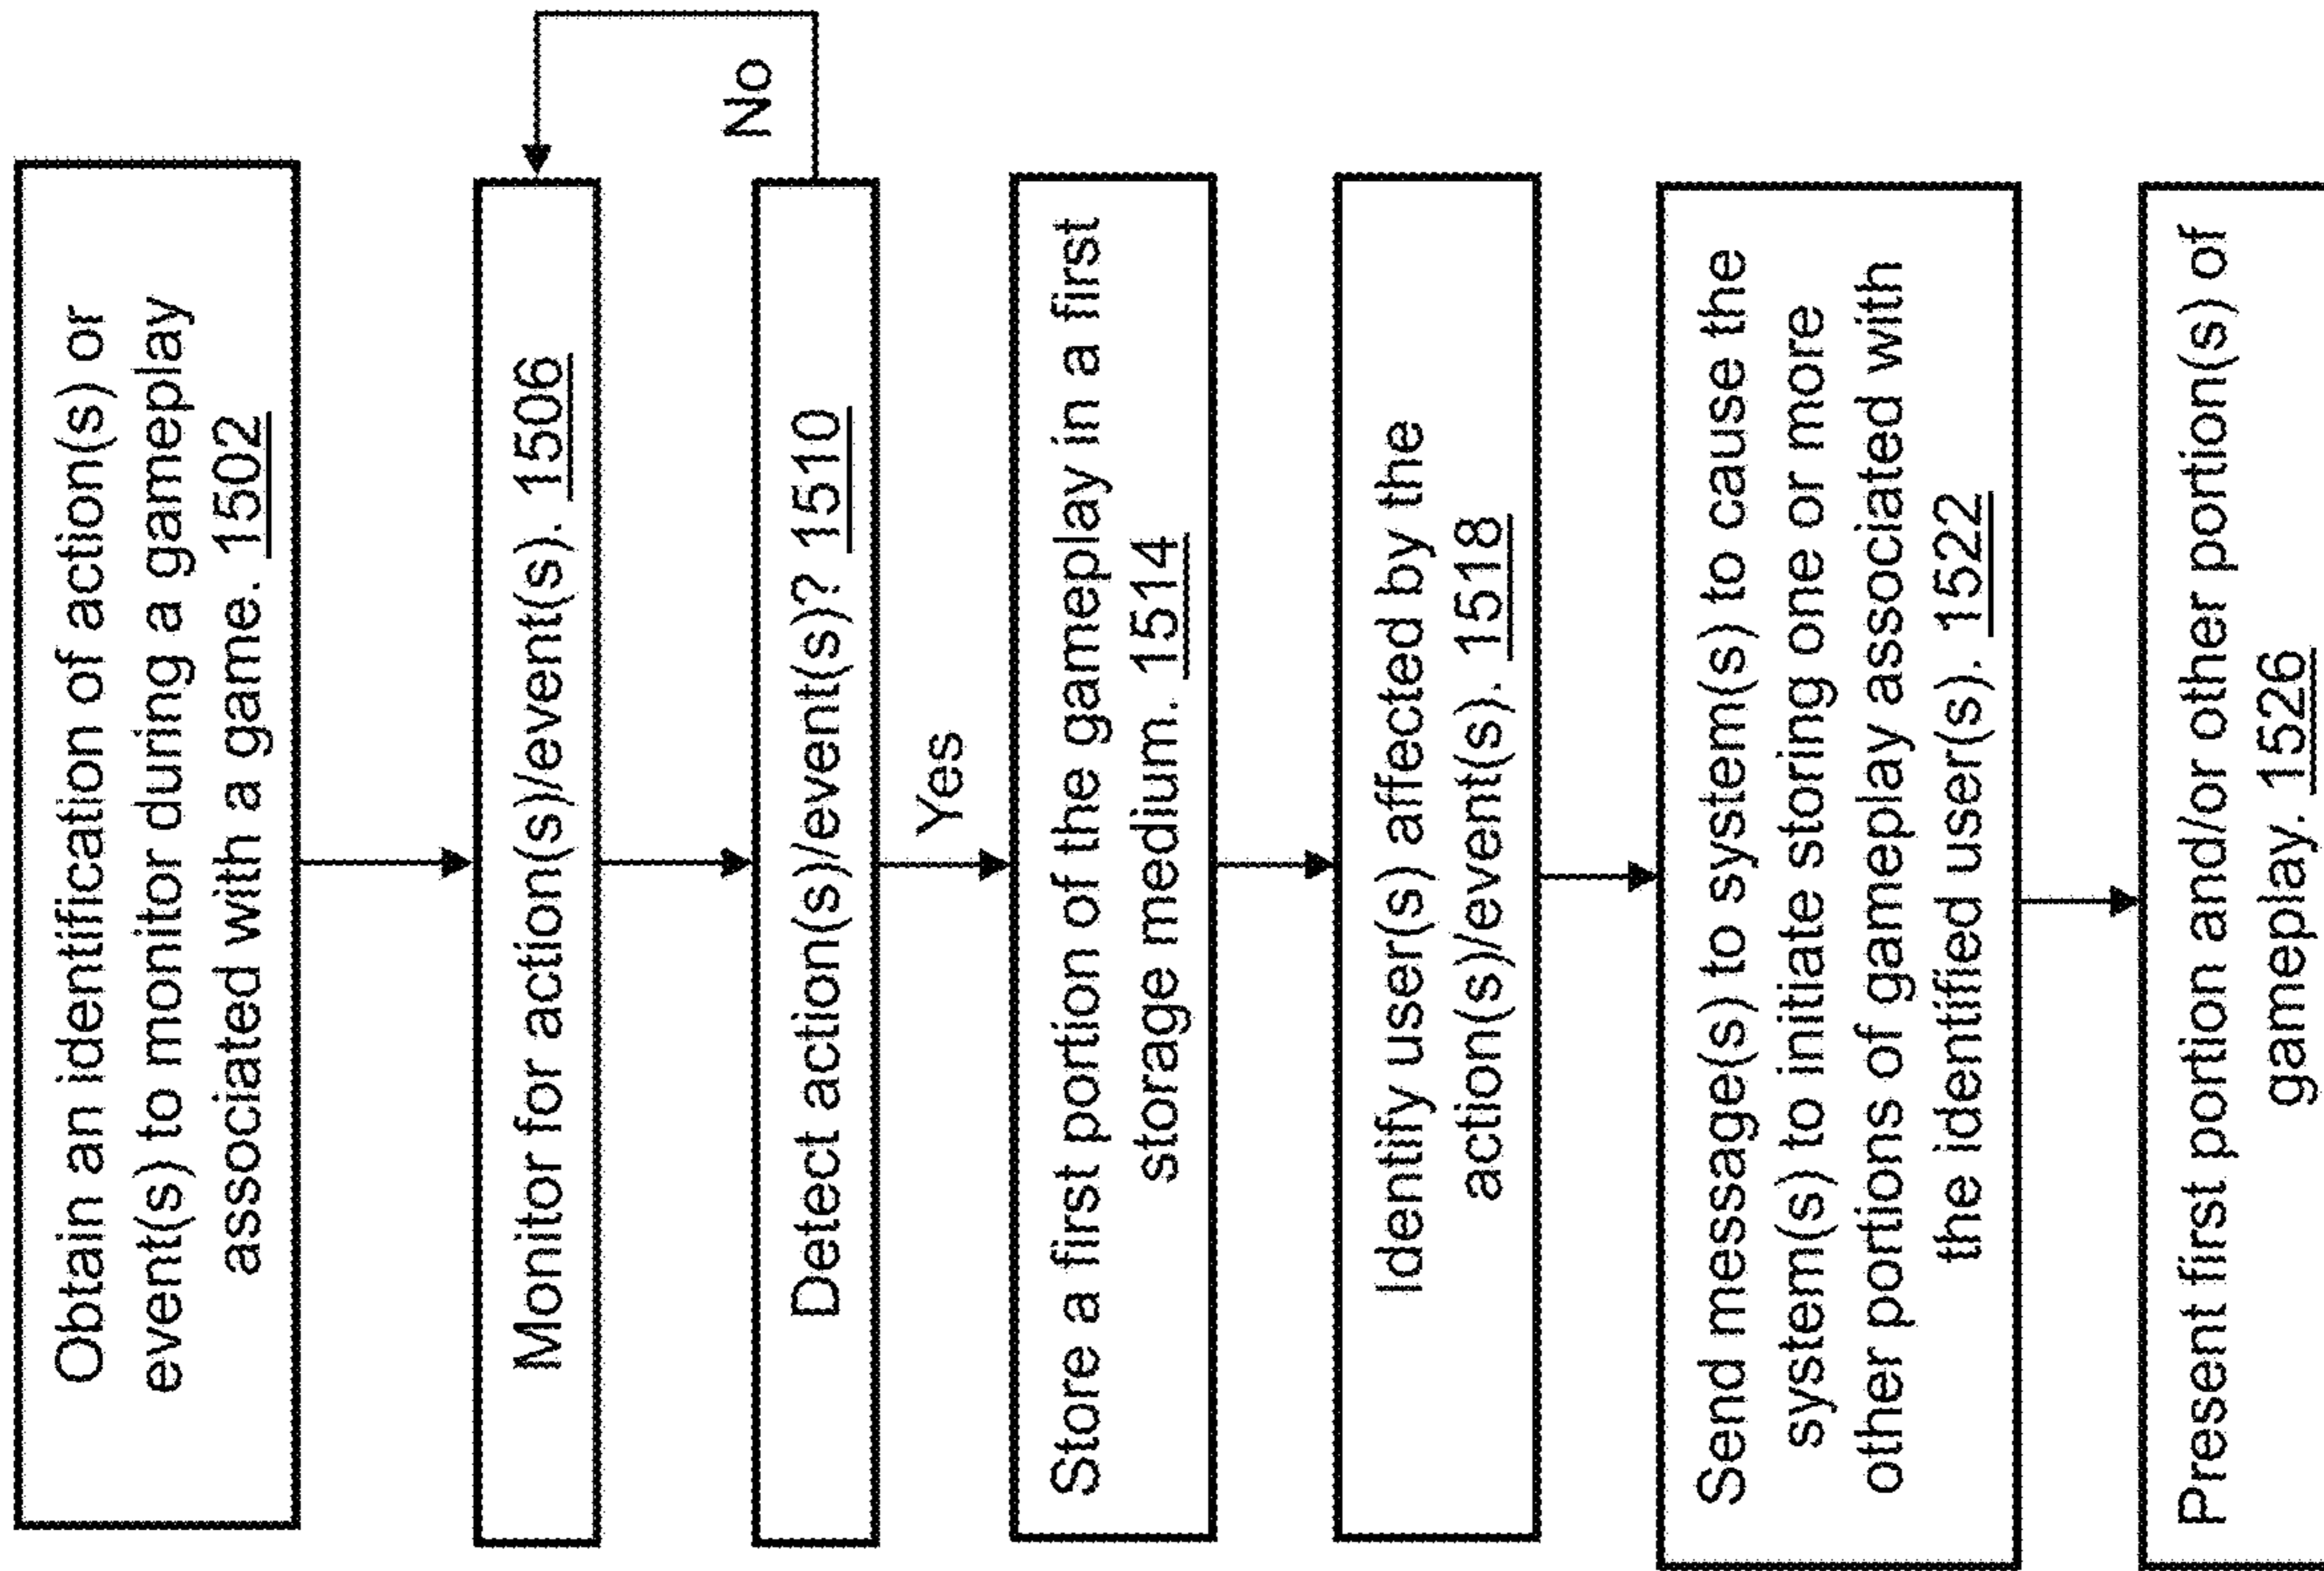 Obtain an identification of action(s) or
event(s) to monitor during a gameplay
associated with a game. 1502
Monitor for action(s)/event(s). 1506
No
Detect action(s)/event(s)? 1510
Yes
Store a first portion of the gameplay in a first
storage medium. 1514
Identify user(s) affected by the
action(s)/event(s). 1518
Send message(s) to system(s) to cause the
system(s) to initiate storing one or more
other portions of gameplay associated with
the identified user(s). 1522
Present first portion and/or other portion(s) of
gameplay. 1526